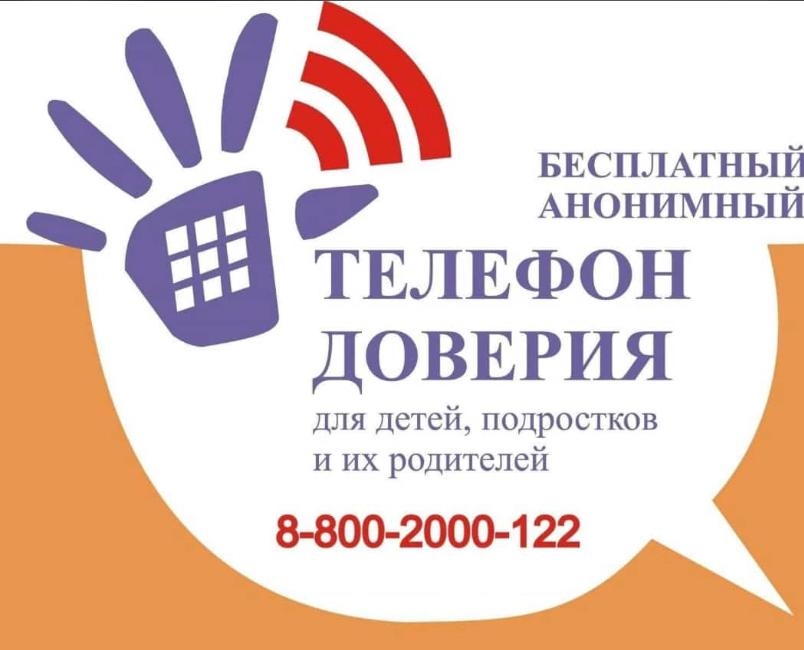 БЕСПЛАТНЫЙ
АНОНИМНЫЙ
ТЕЛЕФОН
ДОВЕРИЯ
для детей, подростков
и их родителей
8-800-2000-122